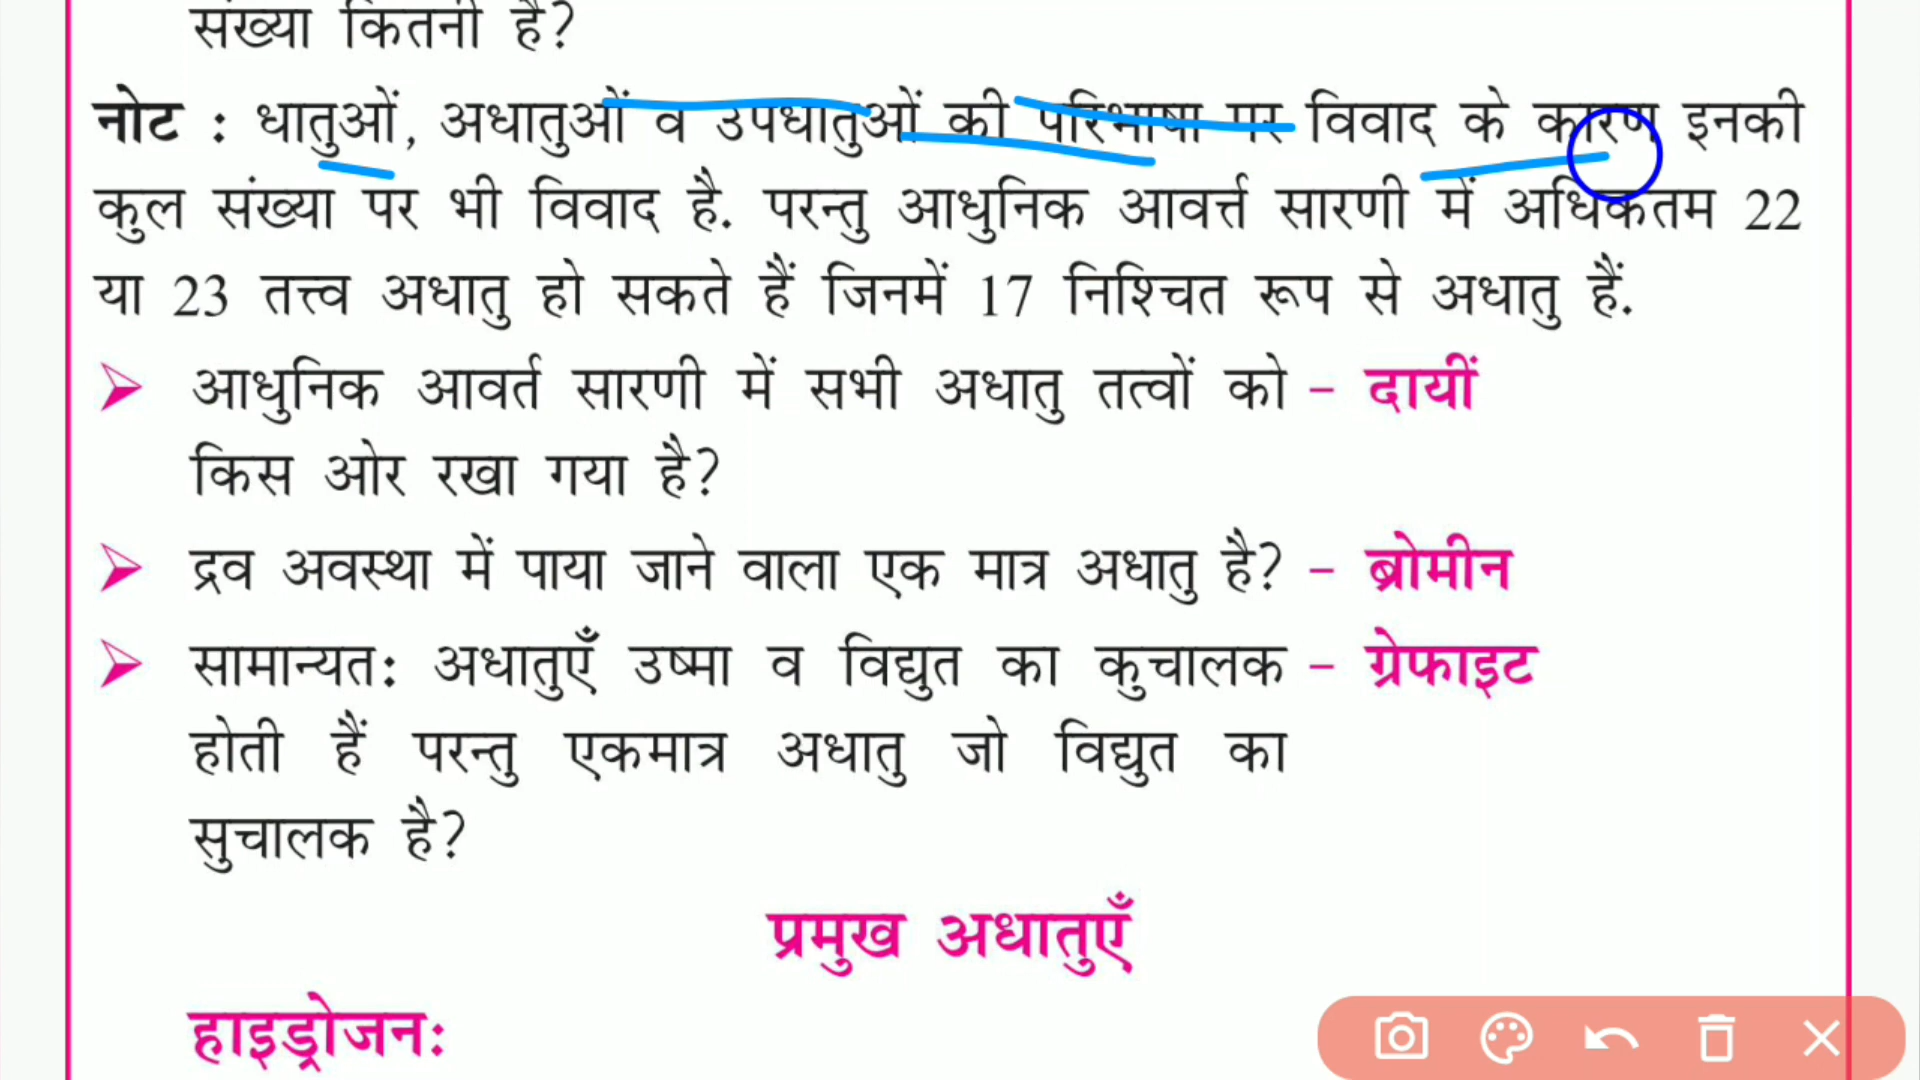 संख्या कितनी है?
नोट : धातुओं, अधातुओं व उपधातुओं की परिभाषा पर विवाद के कारण इनकी
कुल संख्या पर भी विवाद है. परन्तु आधुनिक आवर्त्त सारणी में अधिकतम 22
या 23 तत्त्व अधातु हो सकते हैं जिनमें 17 निश्चित रूप से अधातु हैं.
➢ आधुनिक आवर्त सारणी में सभी अधातु तत्वों को – दायीं
किस ओर रखा गया है?
➢ द्रव अवस्था में पाया जाने वाला एक मात्र अधातु है? – ब्रोमीन
➢ सामान्यतः अधातुएँ उष्मा व विद्युत का कुचालक – ग्रेफाइट
होती हैं परन्तु एकमात्र अधातु जो विद्युत का
सुचालक है?
प्रमुख अधातुएँ
हाइड्रोजनः